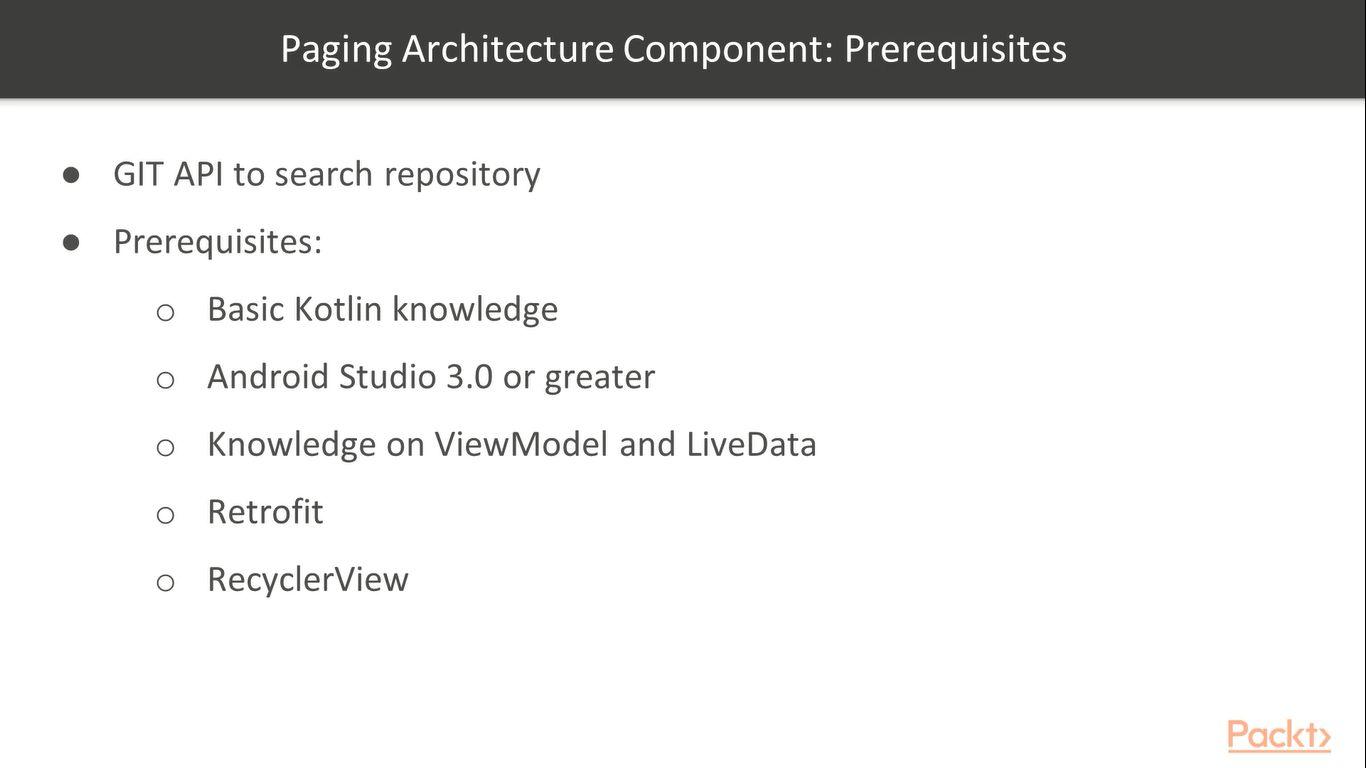 Paging Architecture Component: Prerequisites
● GIT API to search repository
● Prerequisites:
○ Basic Kotlin knowledge
○ Android Studio 3.0 or greater
○ Knowledge on ViewModel and LiveData
○ Retrofit
○ RecyclerView
Packt>